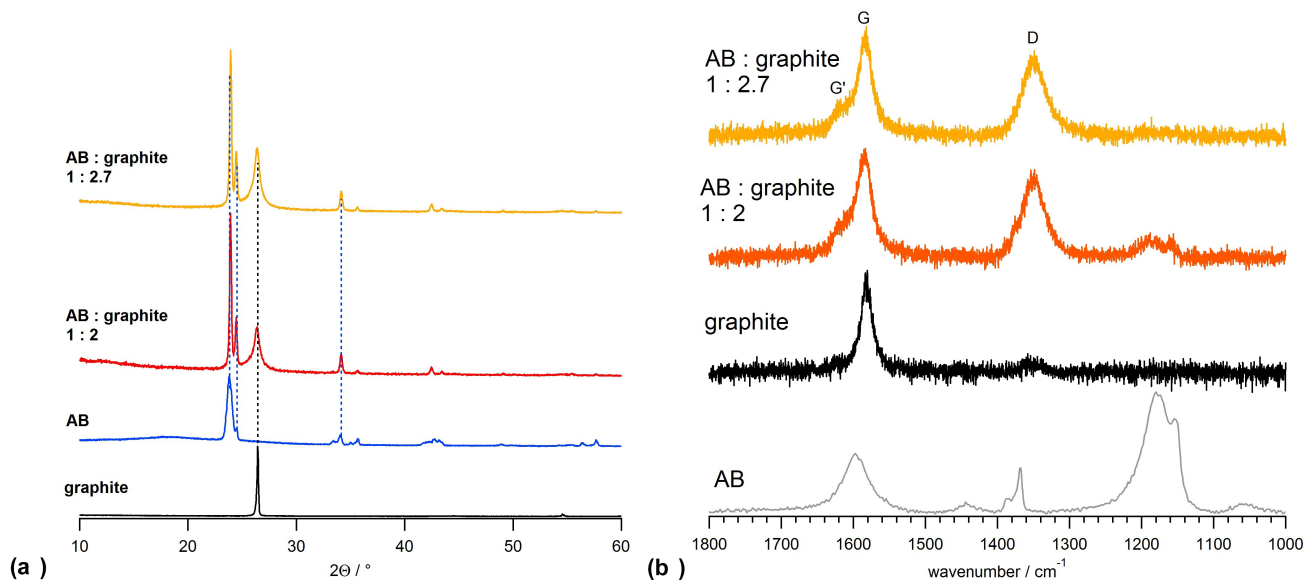 AB : graphite
1 : 2.7
AB : graphite
1 : 2
AB
graphite
10 20 30 40 50 60
2Θ / °
(a)
G
D
G'
AB : graphite
1 : 2.7
AB : graphite
1 : 2
graphite
AB
1800 1700 1600 1500 1400 1300 1200 1100 1000
wavenumber / cm⁻¹
(b)